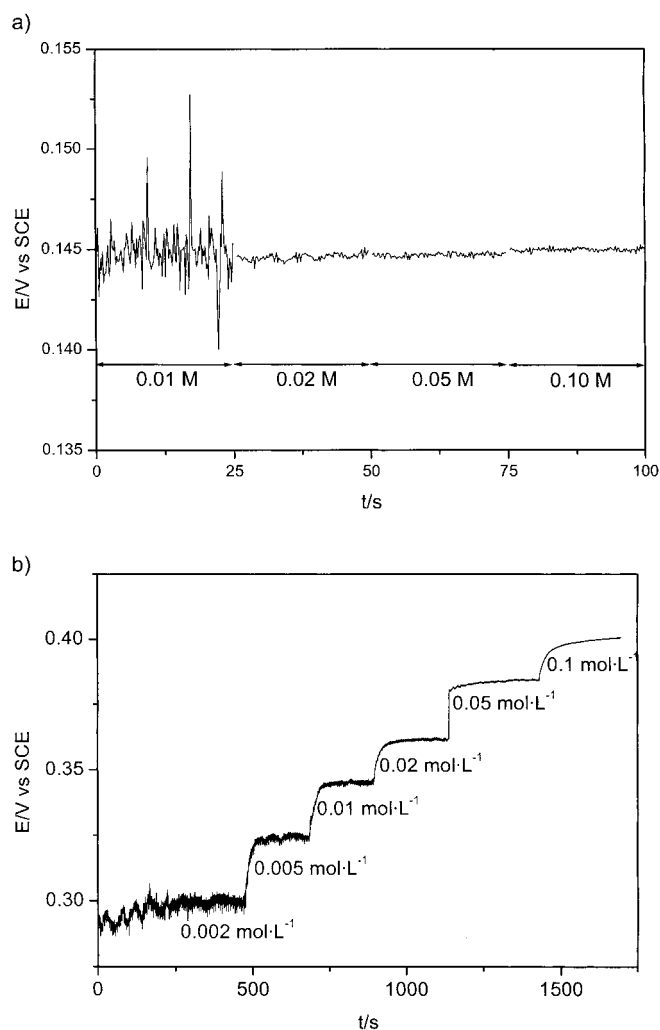 a)
0.155
0.150
0.145
0.140
0.135
E/V vs SCE
0.01 M
0.02 M
0.05 M
0.10 M
0
25
50
75
100
t/s
b)
0.40
0.35
0.30
E/V vs SCE
0.1 mol·L⁻¹
0.05 mol·L⁻¹
0.02 mol·L⁻¹
0.01 mol·L⁻¹
0.005 mol·L⁻¹
0.002 mol·L⁻¹
0
500
1000
1500
t/s